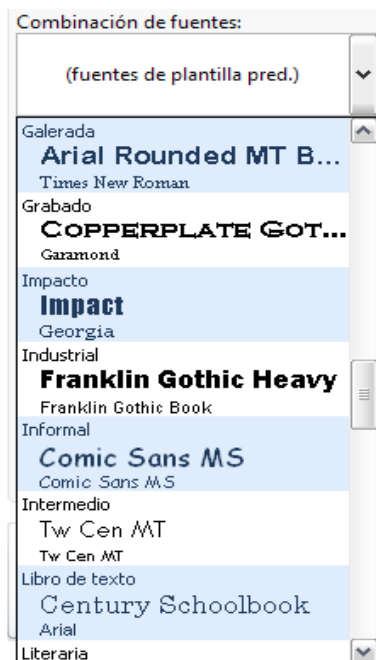 Combinación de fuentes:
(fuentes de plantilla pred.)
Galerada
Arial Rounded MT B...
Times New Roman
Grabado
COPPERPLATE GOT...
Garamond
Impacto
Impact
Georgia
Industrial
Franklin Gothic Heavy
Franklin Gothic Book
Informal
Comic Sans MS
Comic Sans MS
Intermedio
Tw Cen MT
Tw Cen MT
Libro de texto
Century Schoolbook
Arial
Literaria